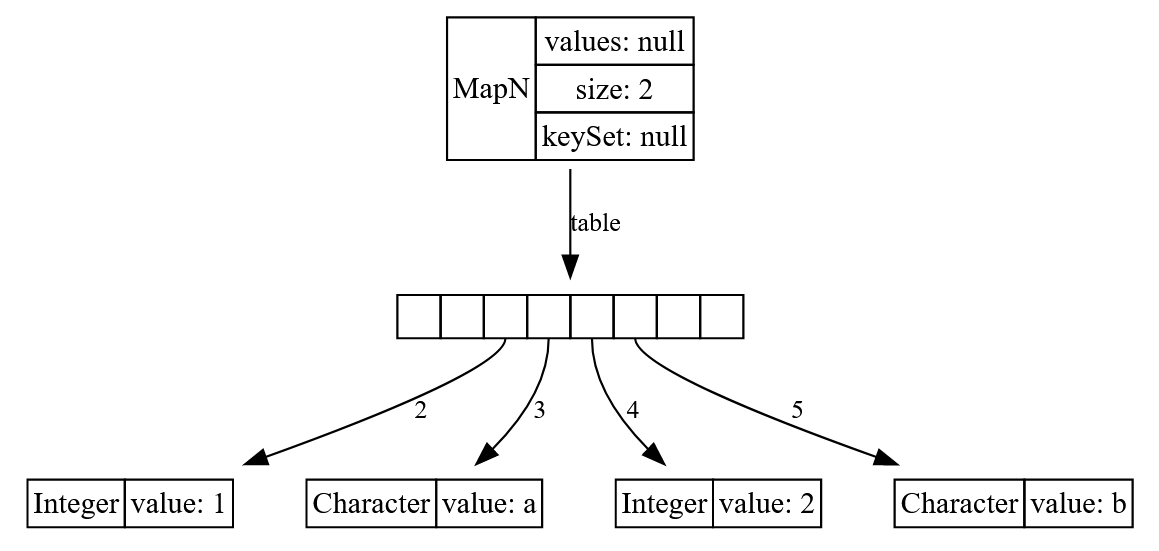 MapN
values: null
size: 2
keySet: null
table
2
3
4
5
Integer value: 1
Character value: a
Integer value: 2
Character value: b